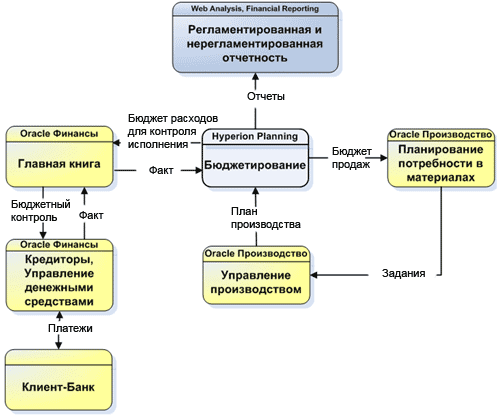 Web Analysis, Financial Reporting
Регламентированная и
нерегламентированная
отчетность
Отчеты
Бюджет расходов
для контроля
исполнения
Oracle Финансы
Главная книга
Факт
Hyperion Planning
Бюджетирование
Бюджет
продаж
Oracle Производство
Планирование
потребности в
материалах
Бюджетный
контроль
Факт
План
производства
Oracle Финансы
Кредиторы,
Управление
денежными
средствами
Oracle Производство
Управление
производством
Задания
Платежи
Клиент-Банк